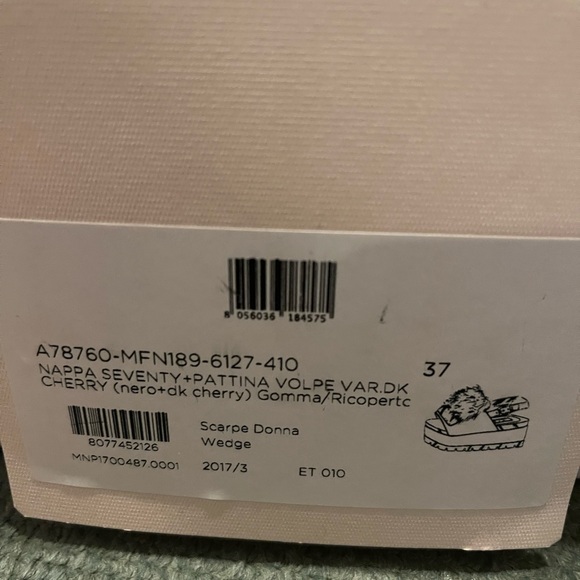 8 056036 184575
A78760-MFN189-6127-410
37
NAPPA SEVENTY+PATTINA VOLPE VAR.DK
CHERRY (nero+dk cherry) Gomma/Ricopertc
8077452126
Scarpe Donna
Wedge
MNP1700487.0001
2017/3
ET 010